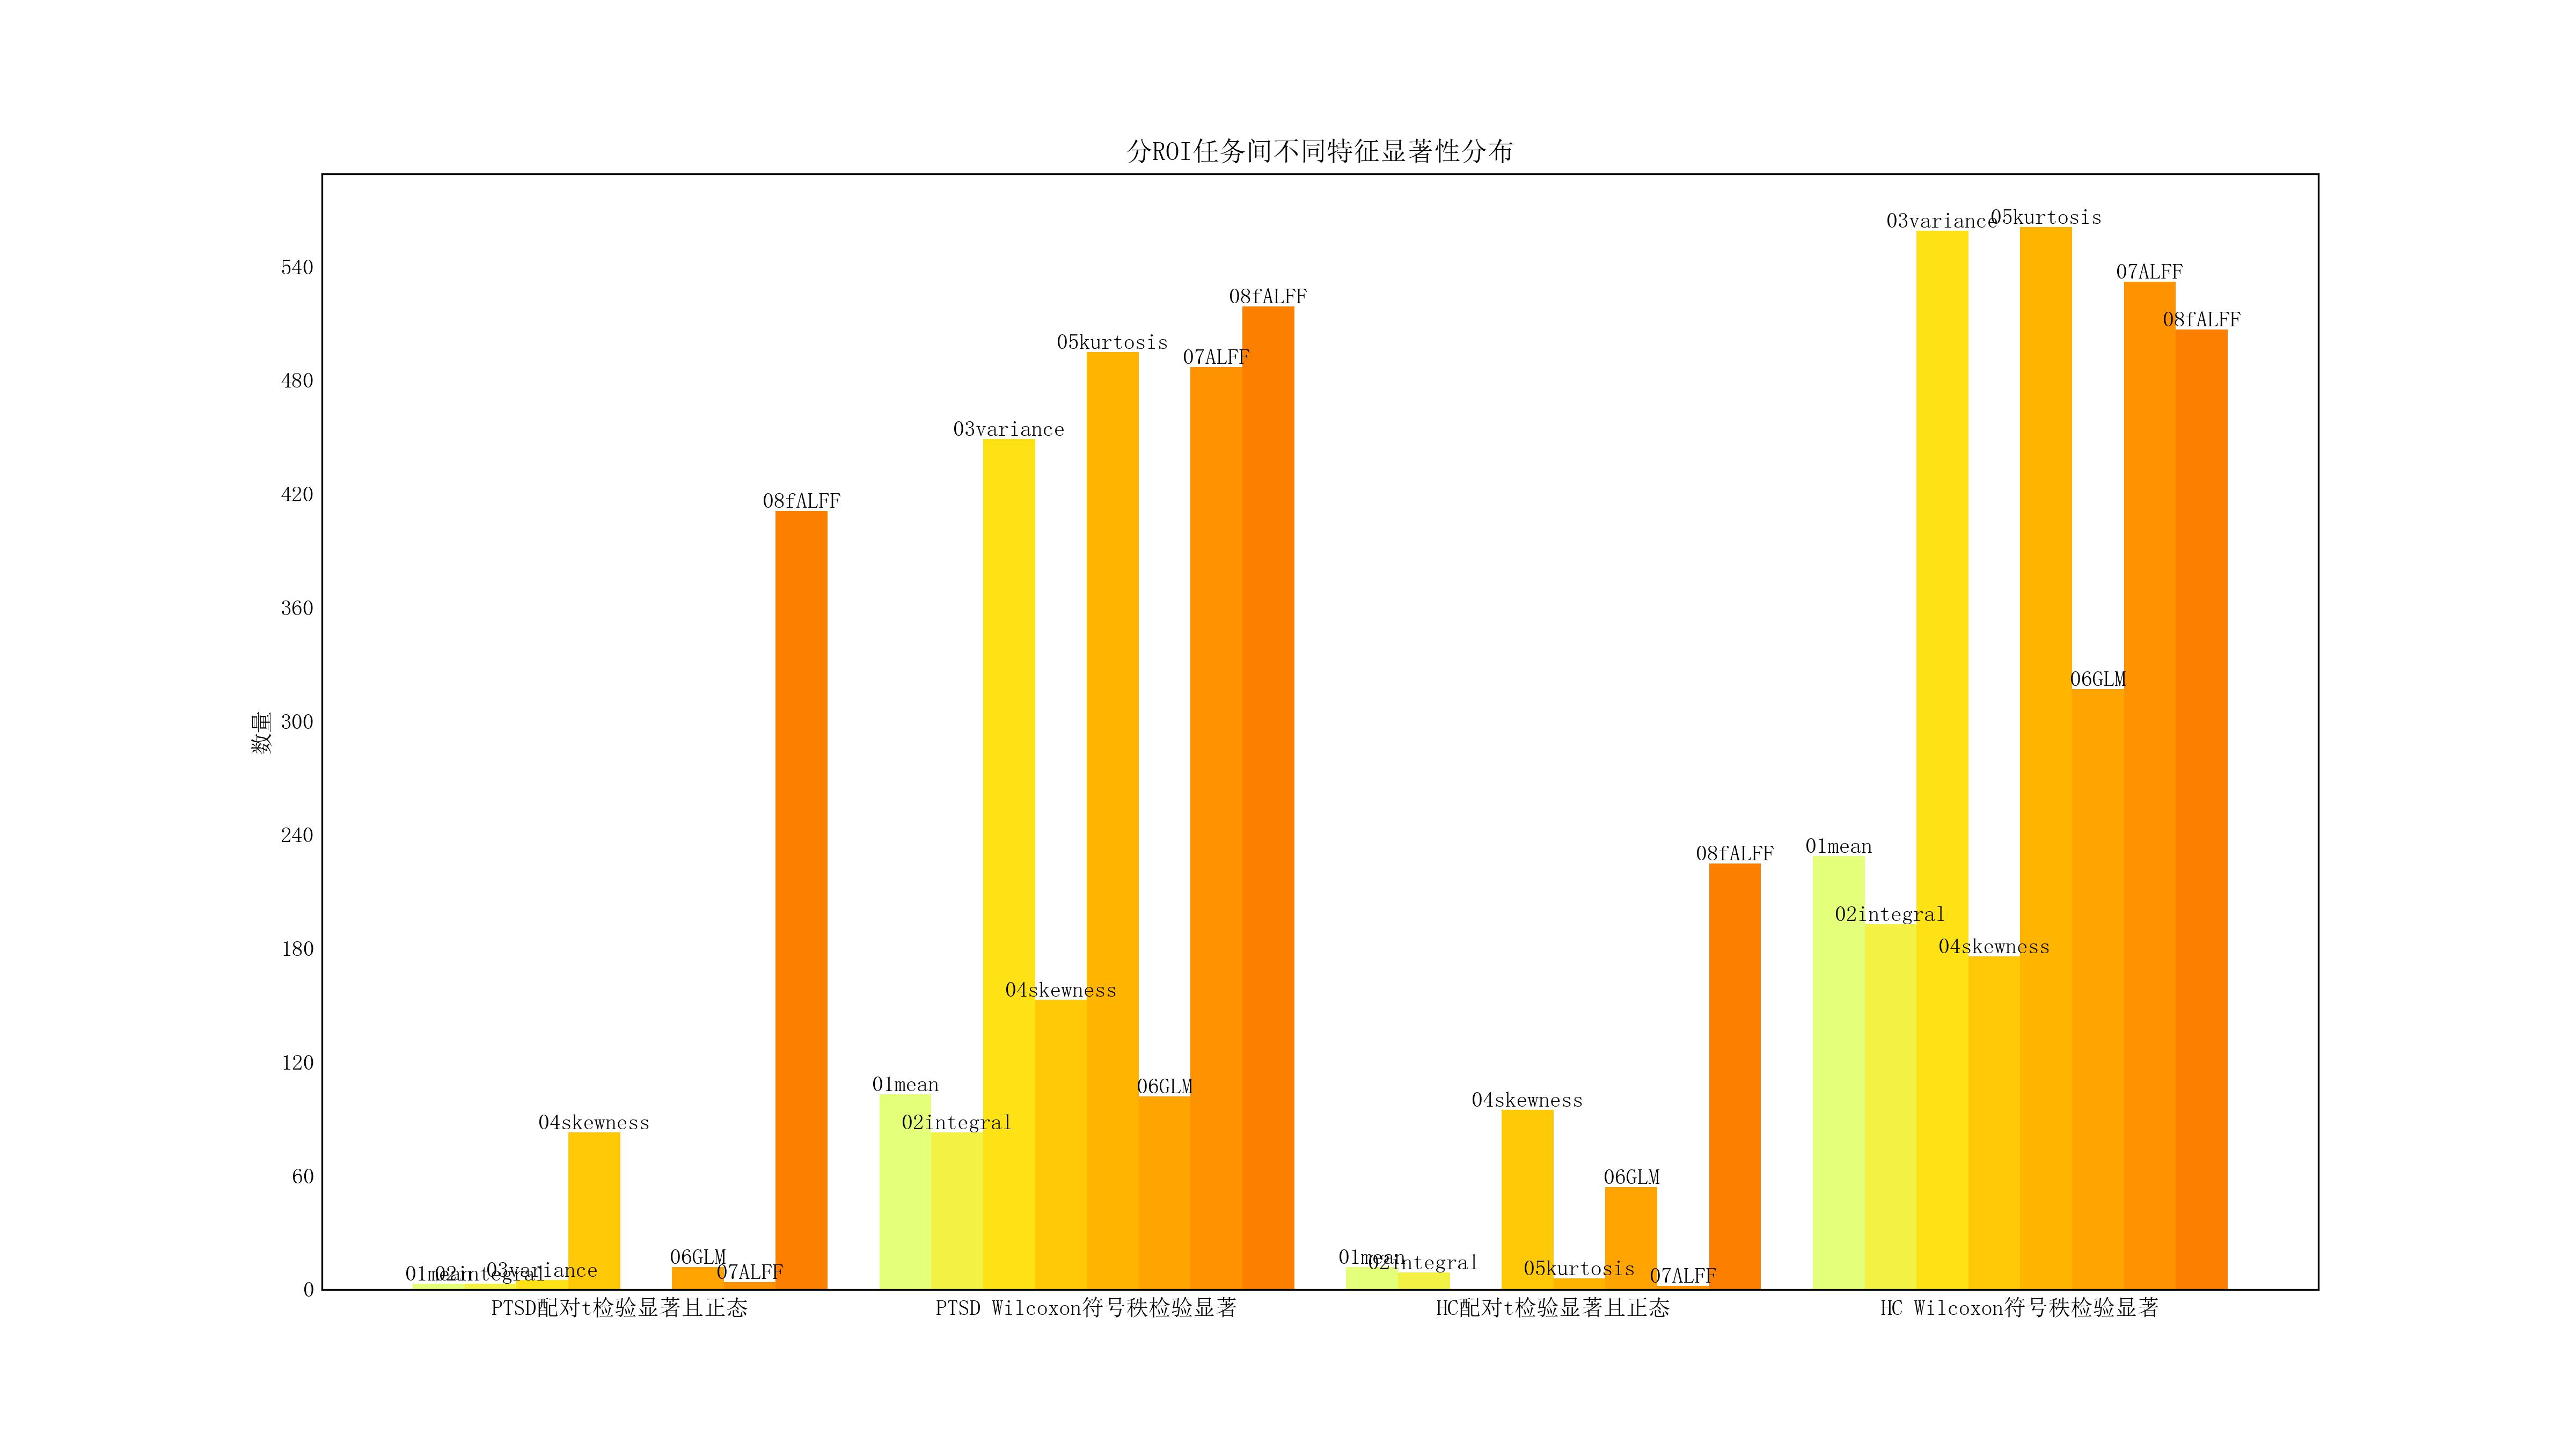 分ROI任务间不同特征显著性分布
数量
540
480
420
360
300
240
180
120
60
0
01mean
02integral
03variance
04skewness
06GLM
07ALFF
08fALFF
01mean
02integral
03variance
04skewness
05kurtosis
06GLM
07ALFF
08fALFF
01mean
02integral
04skewness
05kurtosis
06GLM
07ALFF
08fALFF
01mean
02integral
03variance
04skewness
05kurtosis
06GLM
07ALFF
08fALFF
PTSD配对t检验显著且正态
PTSD Wilcoxon符号秩检验显著
HC配对t检验显著且正态
HC Wilcoxon符号秩检验显著